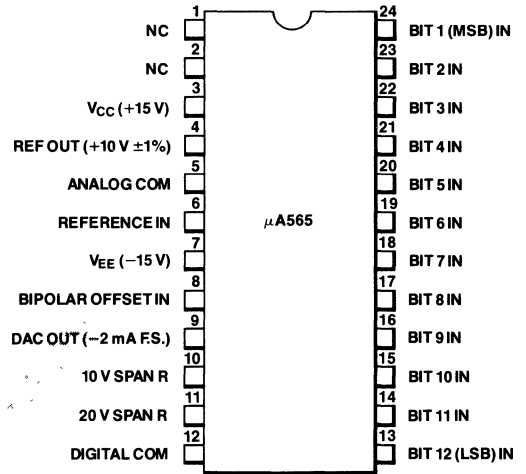 1 24
NC BIT 1 (MSB) IN
2 23
NC BIT 2 IN
3 22
VCC (+15 V) BIT 3 IN
4 21
REF OUT (+10 V ±1%) BIT 4 IN
5 20
ANALOG COM BIT 5 IN
6 19
REFERENCE IN μA565 BIT 6 IN
7 18
VEE (−15 V) BIT 7 IN
8 17
BIPOLAR OFFSET IN BIT 8 IN
9 16
DAC OUT (−2 mA F.S.) BIT 9 IN
10 15
10 V SPAN R BIT 10 IN
11 14
20 V SPAN R BIT 11 IN
12 13
DIGITAL COM BIT 12 (LSB) IN